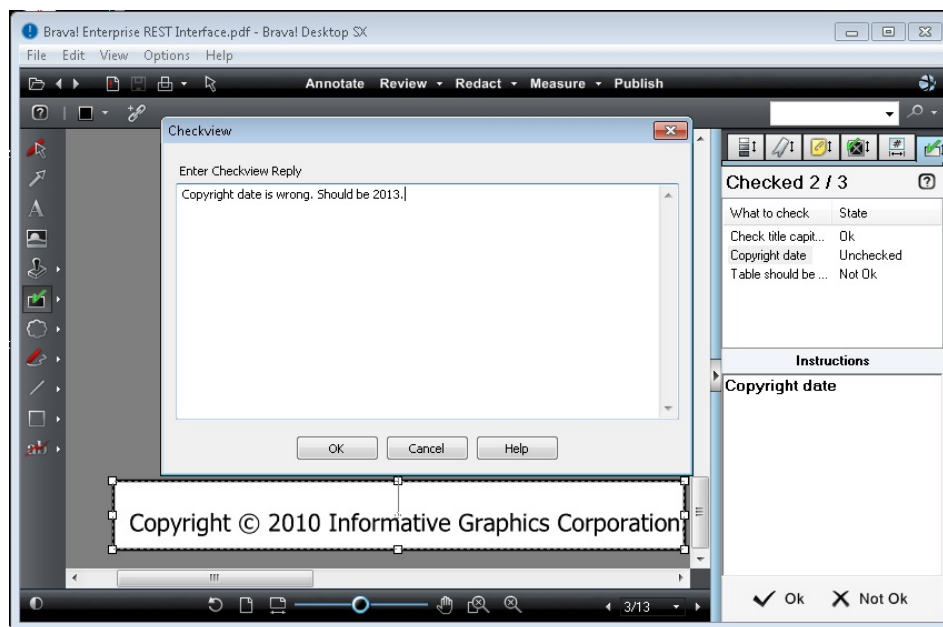 Brava! Enterprise REST Interface.pdf - Brava! Desktop SX
File Edit View Options Help
Annotate Review Redact Measure Publish
Checkview
Enter Checkview Reply
Copyright date is wrong. Should be 2013.
OK Cancel Help
Checked 2 / 3
What to check State
Check title capit... Ok
Copyright date Unchecked
Table should be ... Not Ok
Instructions
Copyright date
Copyright © 2010 Informative Graphics Corporation
3/13
Ok Not Ok